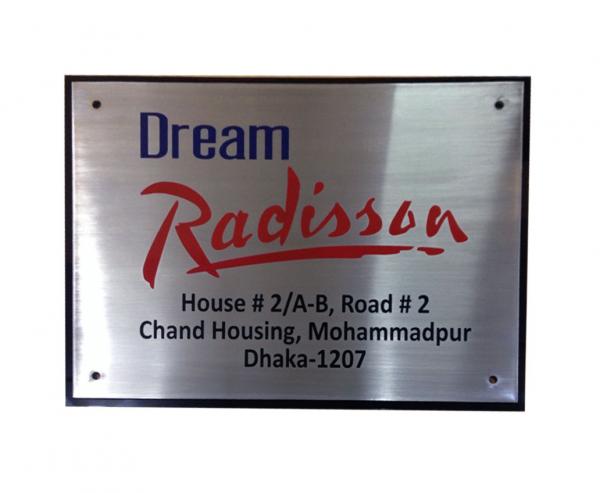 Dream
Radisson
House # 2/A-B, Road # 2
Chand Housing, Mohammadpur
Dhaka-1207